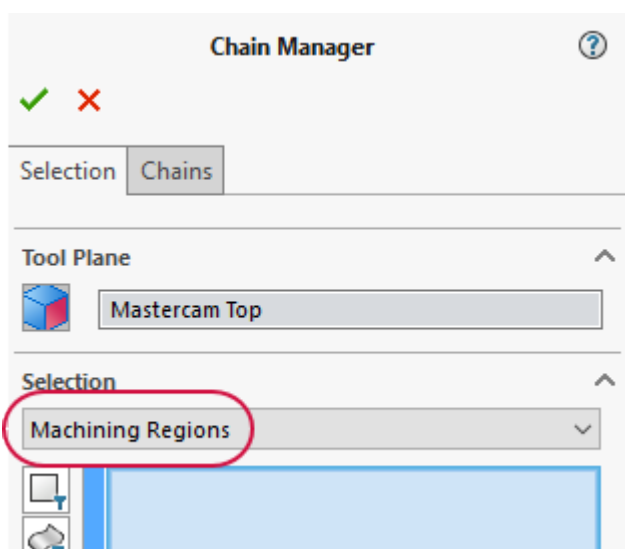 Chain Manager
?
Selection Chains
Tool Plane
Mastercam Top
Selection
Machining Regions